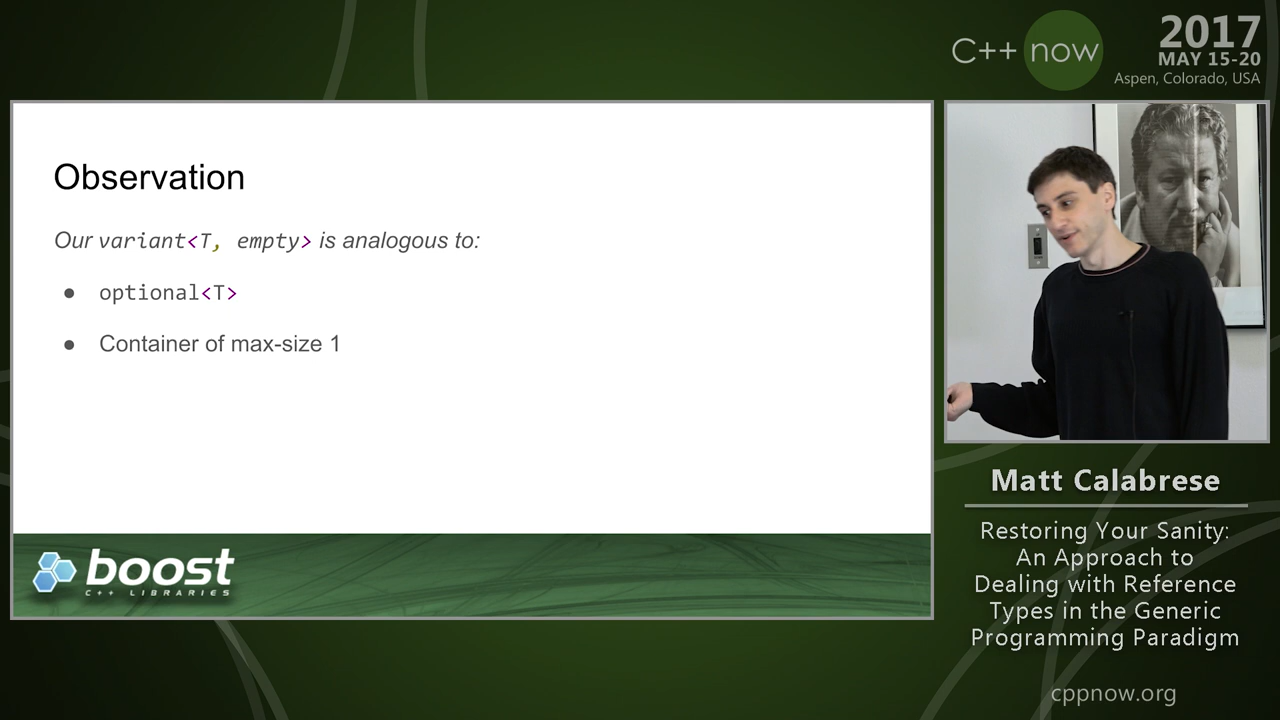 C++ now
2017
MAY 15-20
Aspen, Colorado, USA
Observation
Our variant<T, empty> is analogous to:
● optional<T>
● Container of max-size 1
boost
C++ LIBRARIES
Matt Calabrese
Restoring Your Sanity:
An Approach to
Dealing with Reference
Types in the Generic
Programming Paradigm
cppnow.org